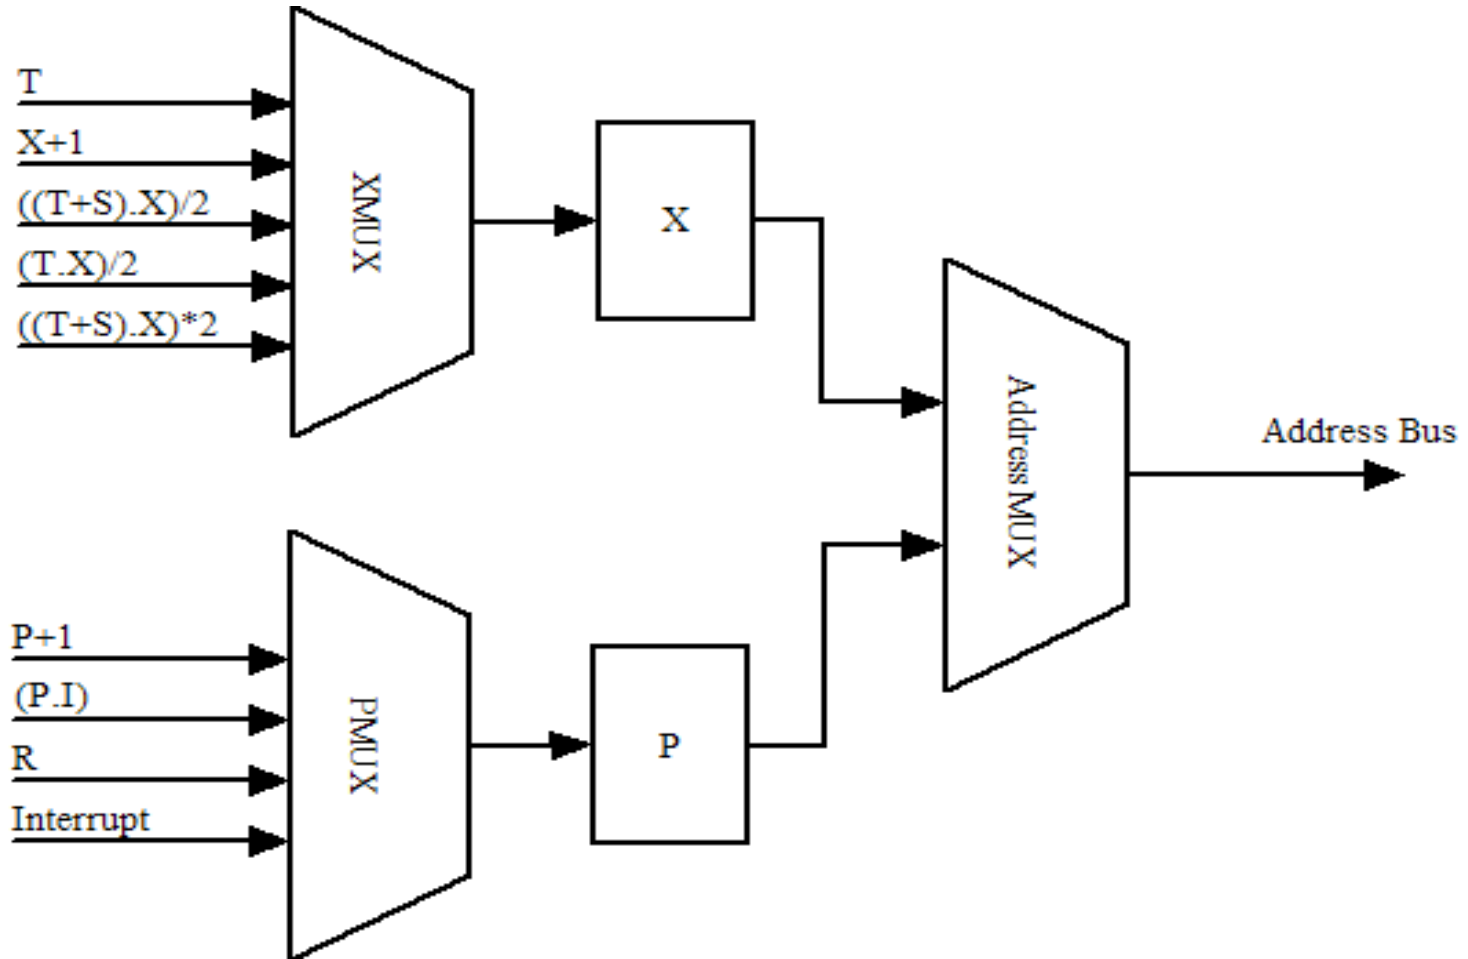 T
X+1
((T+S).X)/2
(T.X)/2
((T+S).X)*2
XMUX
X
Address MUX
Address Bus
P+1
(P.I)
R
Interrupt
PMUX
P